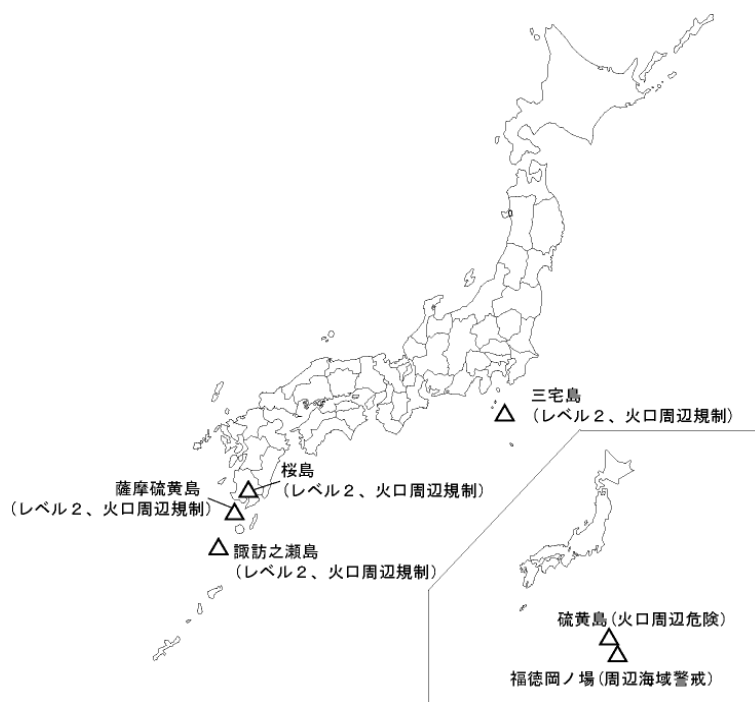 三宅島
(レベル２、火口周辺規制)
桜島
(レベル２、火口周辺規制)
薩摩硫黄島
(レベル２、火口周辺規制)
諏訪之瀬島
(レベル２、火口周辺規制)
硫黄島(火口周辺危険)
福徳岡ノ場(周辺海域警戒)